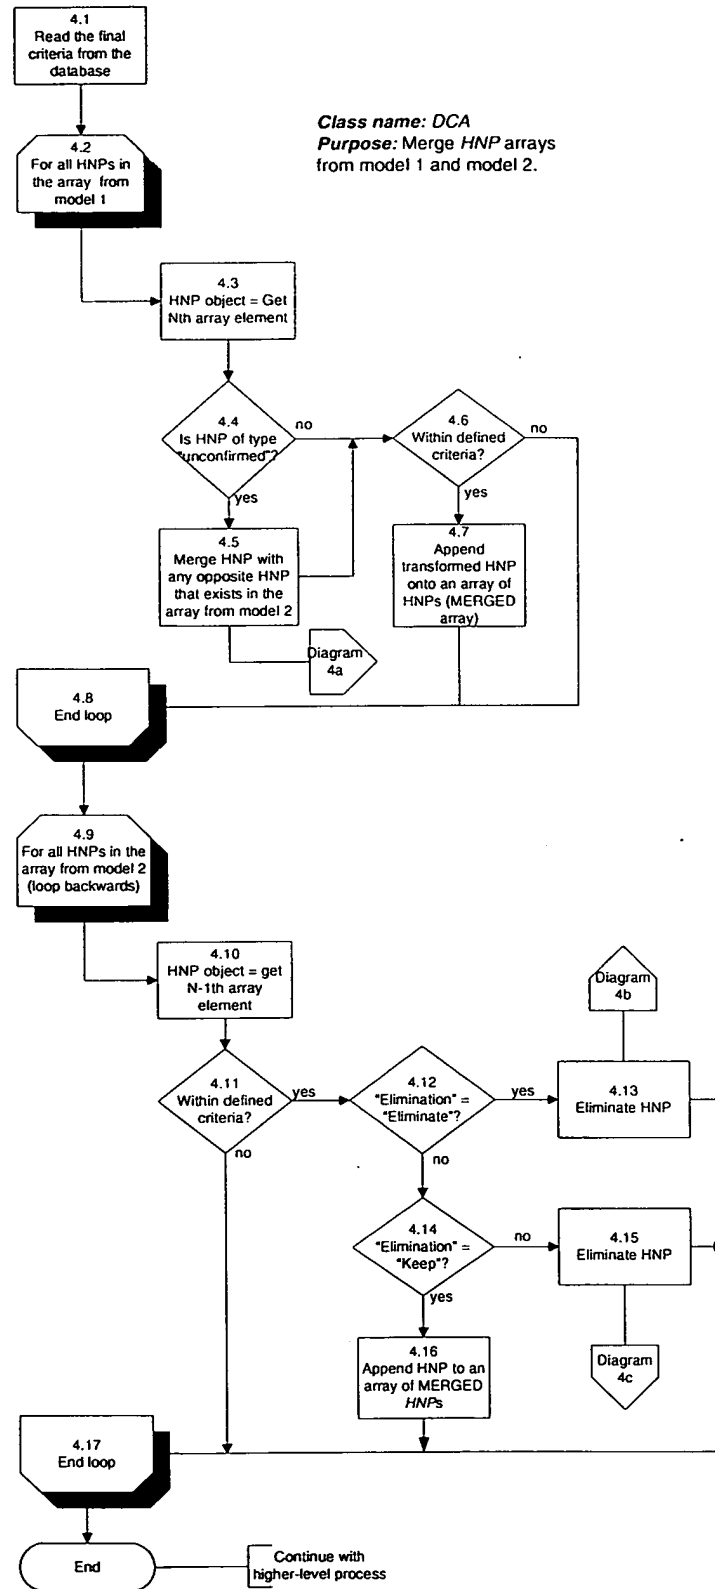 4.1
Read the final
criteria from the
database
Class name: DCA
Purpose: Merge HNP arrays
from model 1 and model 2.
4.2
For all HNPs in
the array from
model 1
4.3
HNP object = Get
Nth array element
4.4
Is HNP of type
"unconfirmed"?
no
yes
4.6
Within defined
criteria?
no
yes
4.5
Merge HNP with
any opposite HNP
that exists in the
array from model 2
4.7
Append
transformed HNP
onto an array of
HNPs (MERGED
array)
Diagram
4a
4.8
End loop
4.9
For all HNPs in the
array from model 2
(loop backwards)
4.10
HNP object = get
N-1th array
element
Diagram
4b
4.11
Within defined
criteria?
yes
no
4.12
"Elimination" =
"Eliminate"?
yes
no
4.13
Eliminate HNP
4.14
"Elimination" =
"Keep"?
no
yes
4.15
Eliminate HNP
4.16
Append HNP to an
array of MERGED
HNPs
Diagram
4c
4.17
End loop
End
Continue with
higher-level process